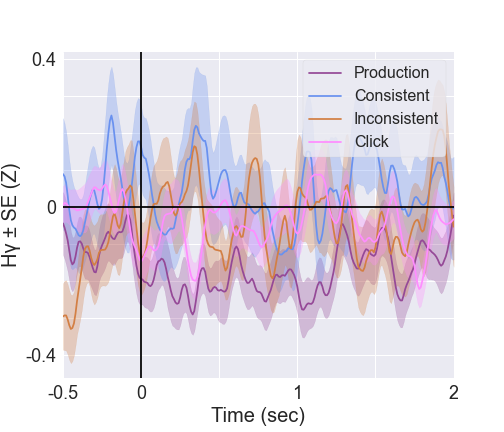 Production
Consistent
Inconsistent
Click
0.4
0
-0.4
Hγ ± SE (Z)
-0.5
0
1
2
Time (sec)